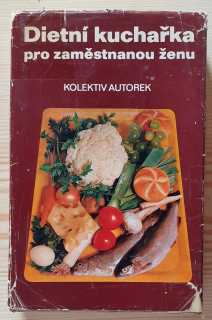 Dietní kuchařka
pro zaměstnanou ženu
KOLEKTIV AUTOREK